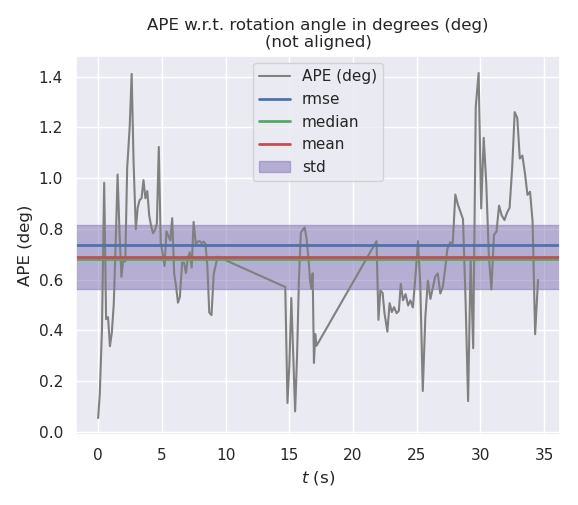 APE w.r.t. rotation angle in degrees (deg)
(not aligned)
APE (deg)
rmse
median
mean
std
1.4
1.2
1.0
0.8
0.6
0.4
0.2
0.0
APE (deg)
0 5 10 15 20 25 30 35
t (s)